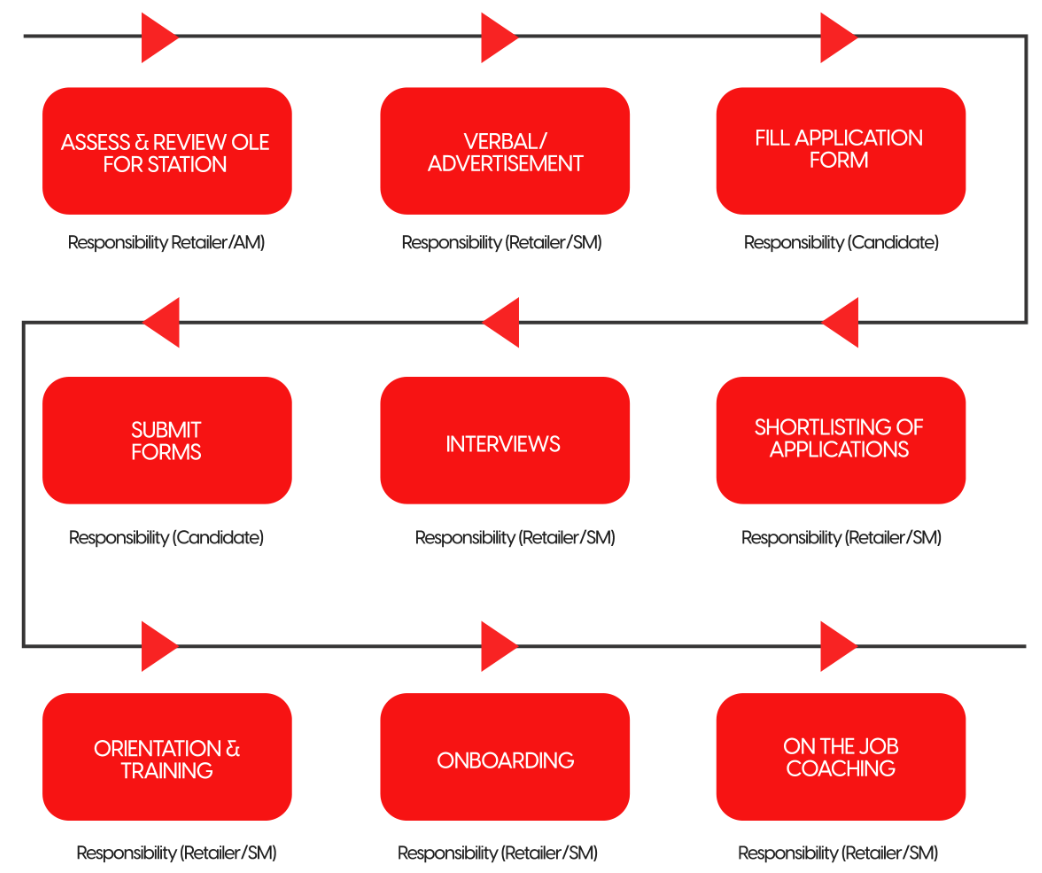 ASSESS & REVIEW OLE
FOR STATION
Responsibility Retailer/AM)
VERBAL/
ADVERTISEMENT
Responsibility (Retailer/SM)
FILL APPLICATION
FORM
Responsibility (Candidate)
SHORTLISTING OF
APPLICATIONS
Responsibility (Retailer/SM)
INTERVIEWS
Responsibility (Retailer/SM)
SUBMIT
FORMS
Responsibility (Candidate)
ORIENTATION &
TRAINING
Responsibility (Retailer/SM)
ONBOARDING
Responsibility (Retailer/SM)
ON THE JOB
COACHING
Responsibility (Retailer/SM)